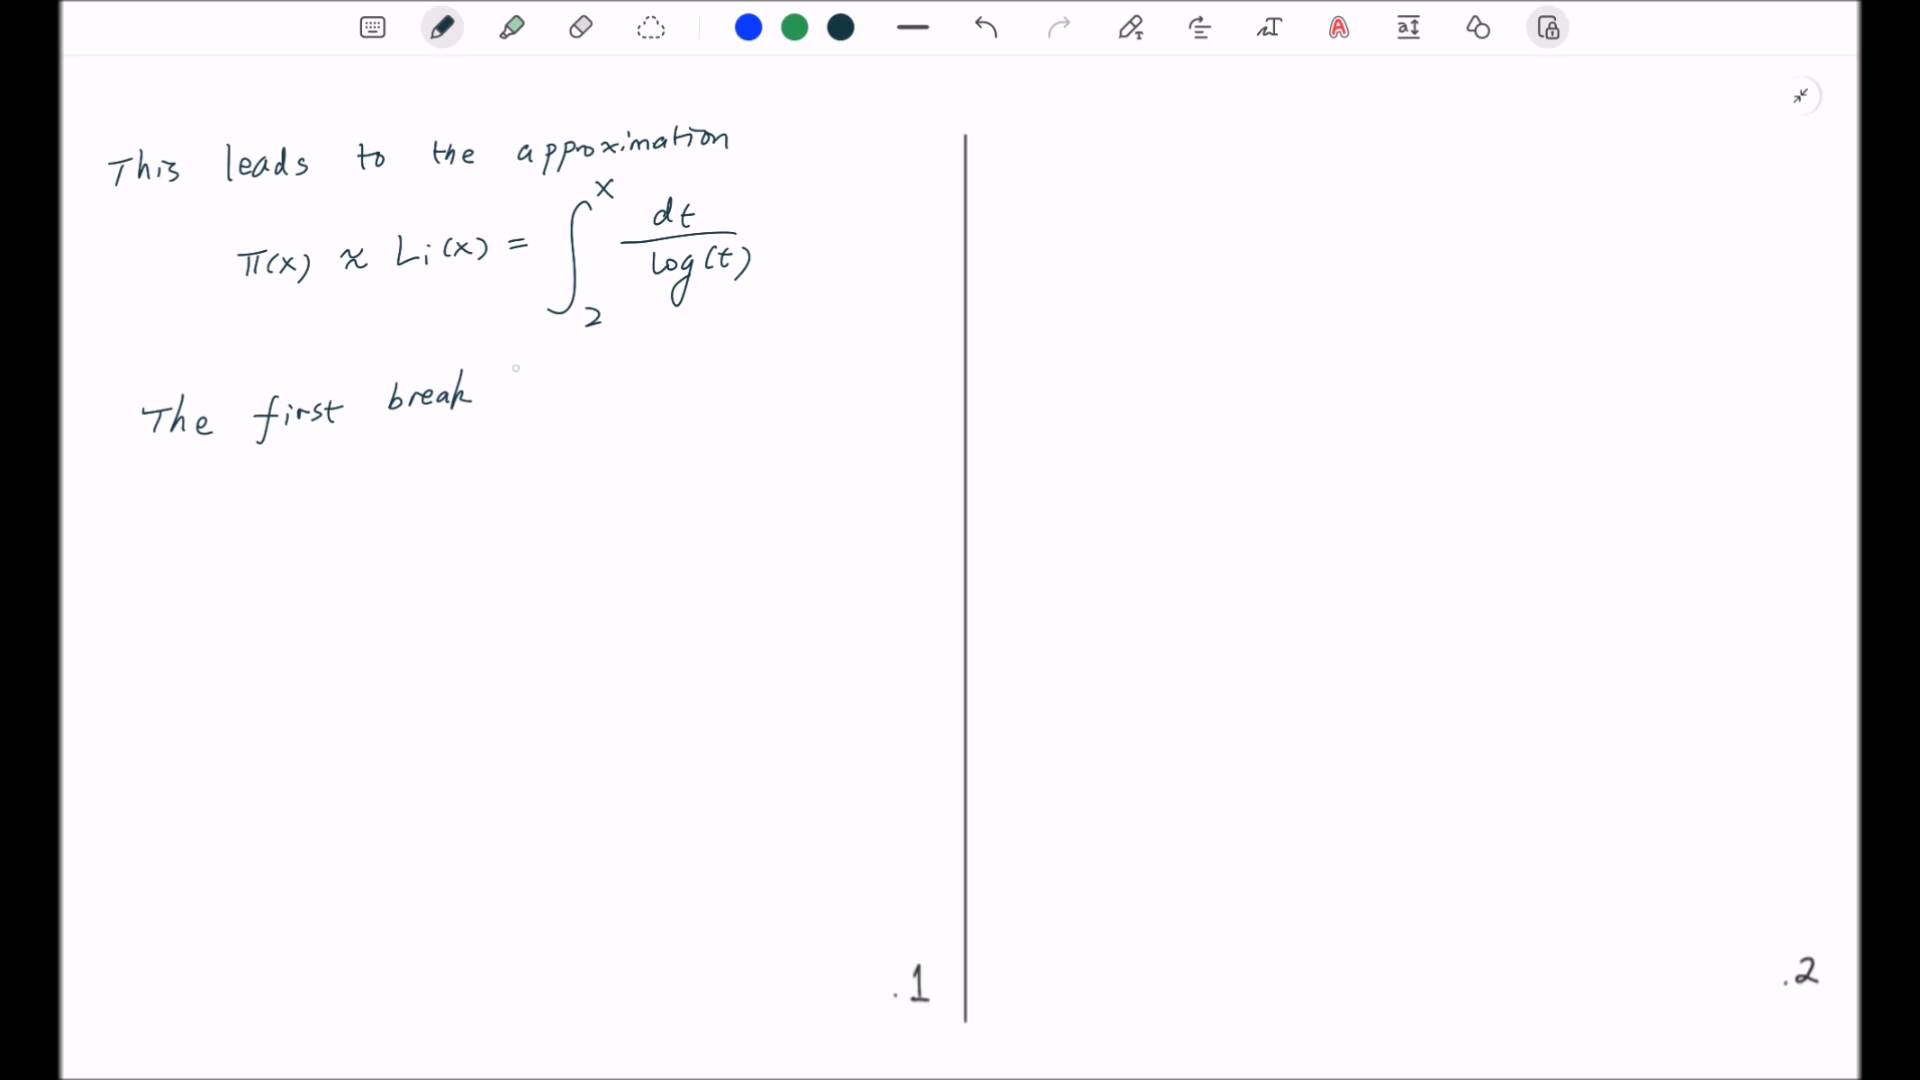 This leads to the approximation
π(x) ≈ Li(x) = ∫₂ˣ dt / log(t)
The first break
.1
.2